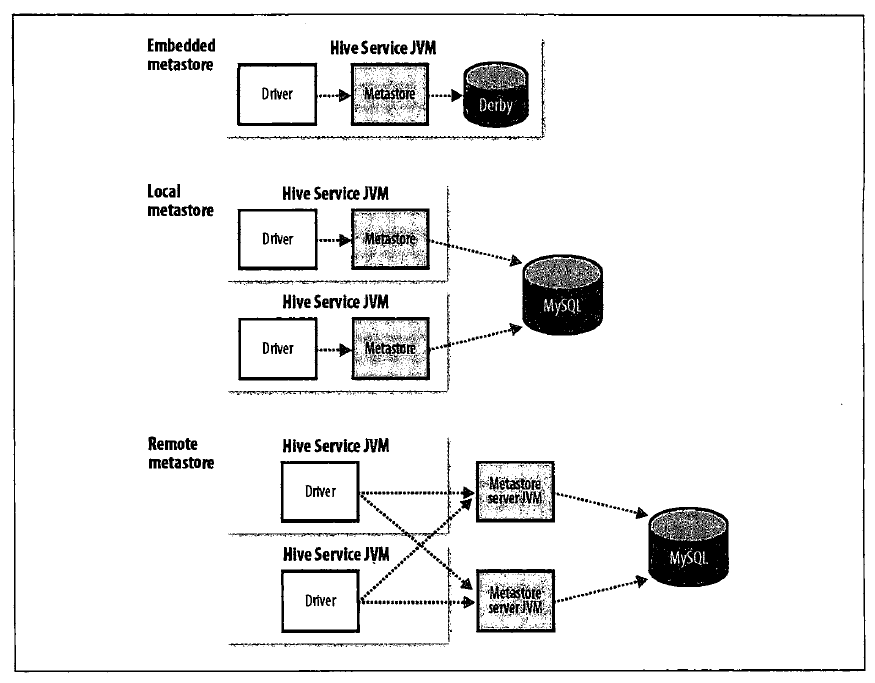 Embedded
metastore
Hive Service JVM
Driver
Metastore
Derby
Local
metastore
Hive Service JVM
Driver
Metastore
Hive Service JVM
Driver
Metastore
MySQL
Remote
metastore
Hive Service JVM
Driver
Metastore
server JVM
Hive Service JVM
Driver
Metastore
server JVM
MySQL